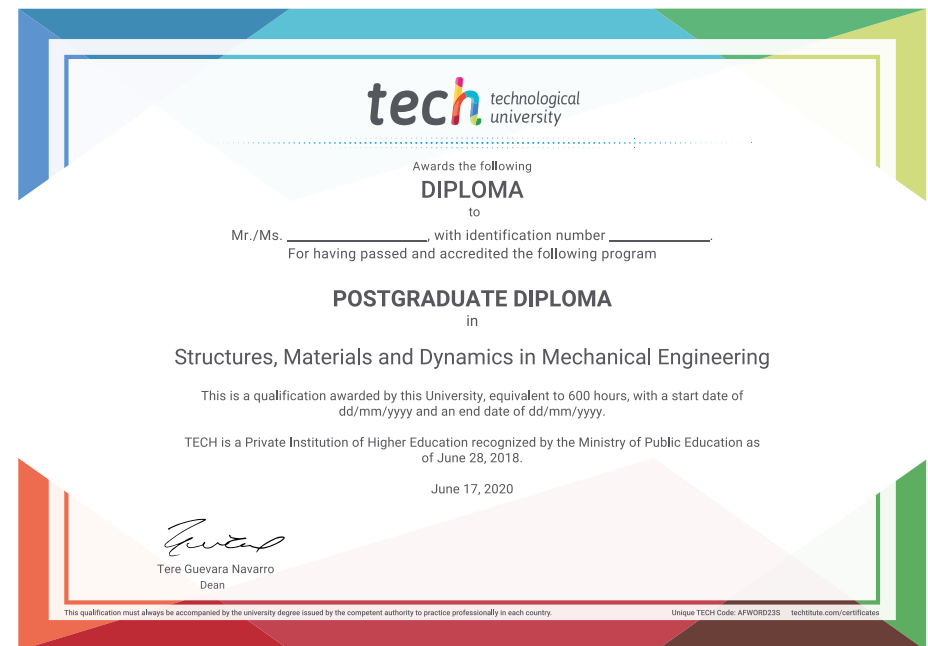 tech technological
university
Awards the following
DIPLOMA
to
Mr./Ms. ____________________, with identification number ______________.
For having passed and accredited the following program
POSTGRADUATE DIPLOMA
in
Structures, Materials and Dynamics in Mechanical Engineering
This is a qualification awarded by this University, equivalent to 600 hours, with a start date of
dd/mm/yyyy and an end date of dd/mm/yyyy.
TECH is a Private Institution of Higher Education recognized by the Ministry of Public Education as
of June 28, 2018.
June 17, 2020
Tere Guevara Navarro
Dean
This qualification must always be accompanied by the university degree issued by the competent authority to practice professionally in each country.
Unique TECH Code: AFWORD23S techtitute.com/certificates